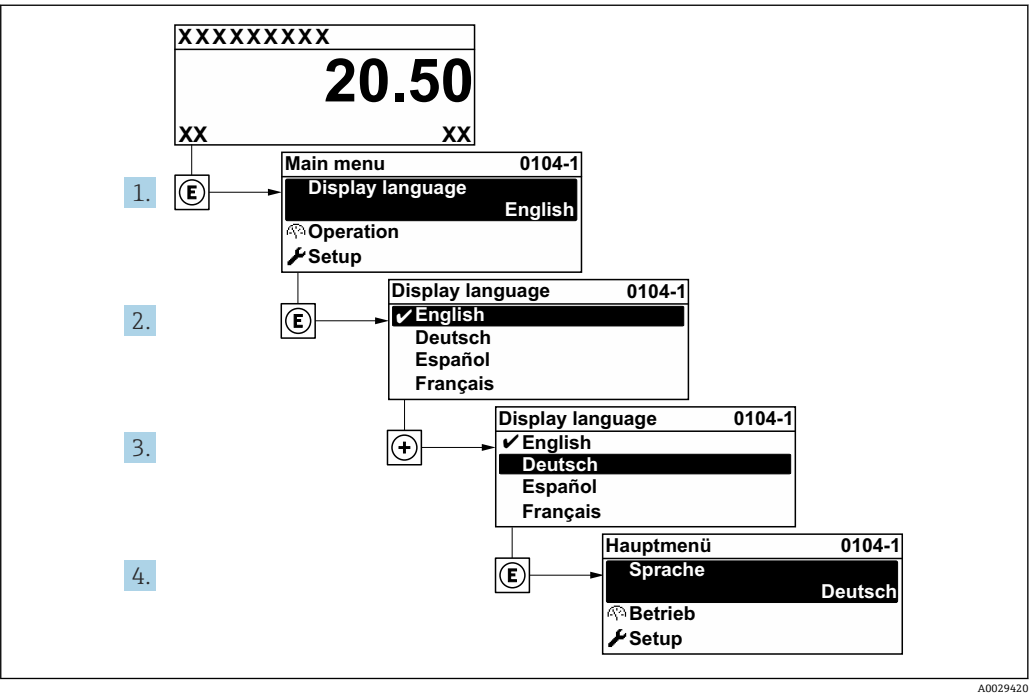 XXXXXXXXX
20.50
XX XX
1.
E
Main menu 0104-1
Display language
English
Operation
Setup
2.
E
Display language 0104-1
✔English
Deutsch
Español
Français
3.
+
Display language 0104-1
✔English
Deutsch
Español
Français
4.
E
Hauptmenü 0104-1
Sprache
Deutsch
Betrieb
Setup
A0029420